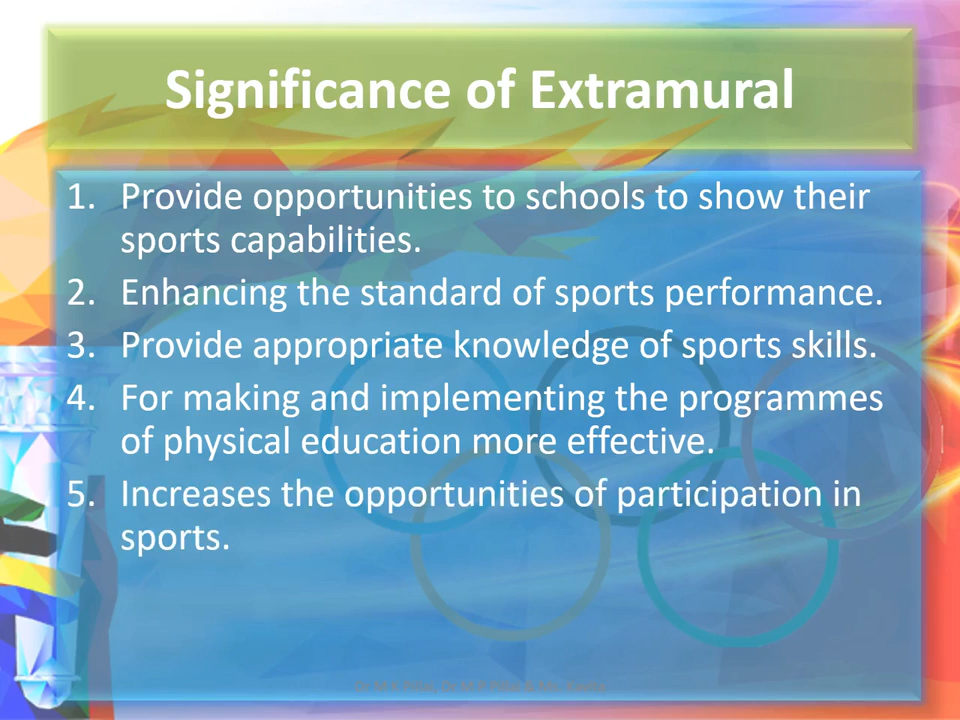 Significance of Extramural
1. Provide opportunities to schools to show their
sports capabilities.
2. Enhancing the standard of sports performance.
3. Provide appropriate knowledge of sports skills.
4. For making and implementing the programmes
of physical education more effective.
5. Increases the opportunities of participation in
sports.